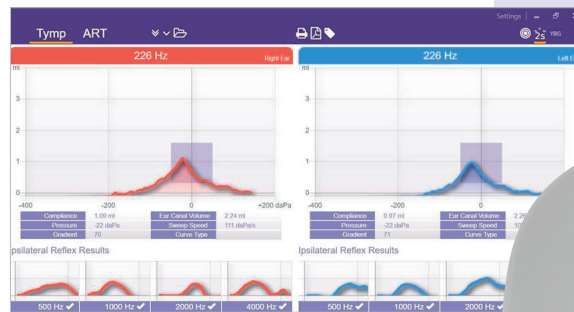 Settings
Tymp ART
2s YBG
226 Hz Right Ear
ml
3
2
1
0
-400 -200 0 +200 daPa
Compliance 1.09 ml Ear Canal Volume 2.24 ml
Pressure -22 daPa Sweep Speed 111 daPa/s
Gradient 70 Curve Type
psilateral Reflex Results
500 Hz 1000 Hz 2000 Hz 4000 Hz
226 Hz Left E
ml
3
2
1
0
-400 -200 0
Compliance 0.97 ml Ear Canal Volume 2.26
Pressure -22 daPa Sweep Speed 10
Gradient 71 Curve Type
Ipsilateral Reflex Results
500 Hz 1000 Hz 2000 Hz